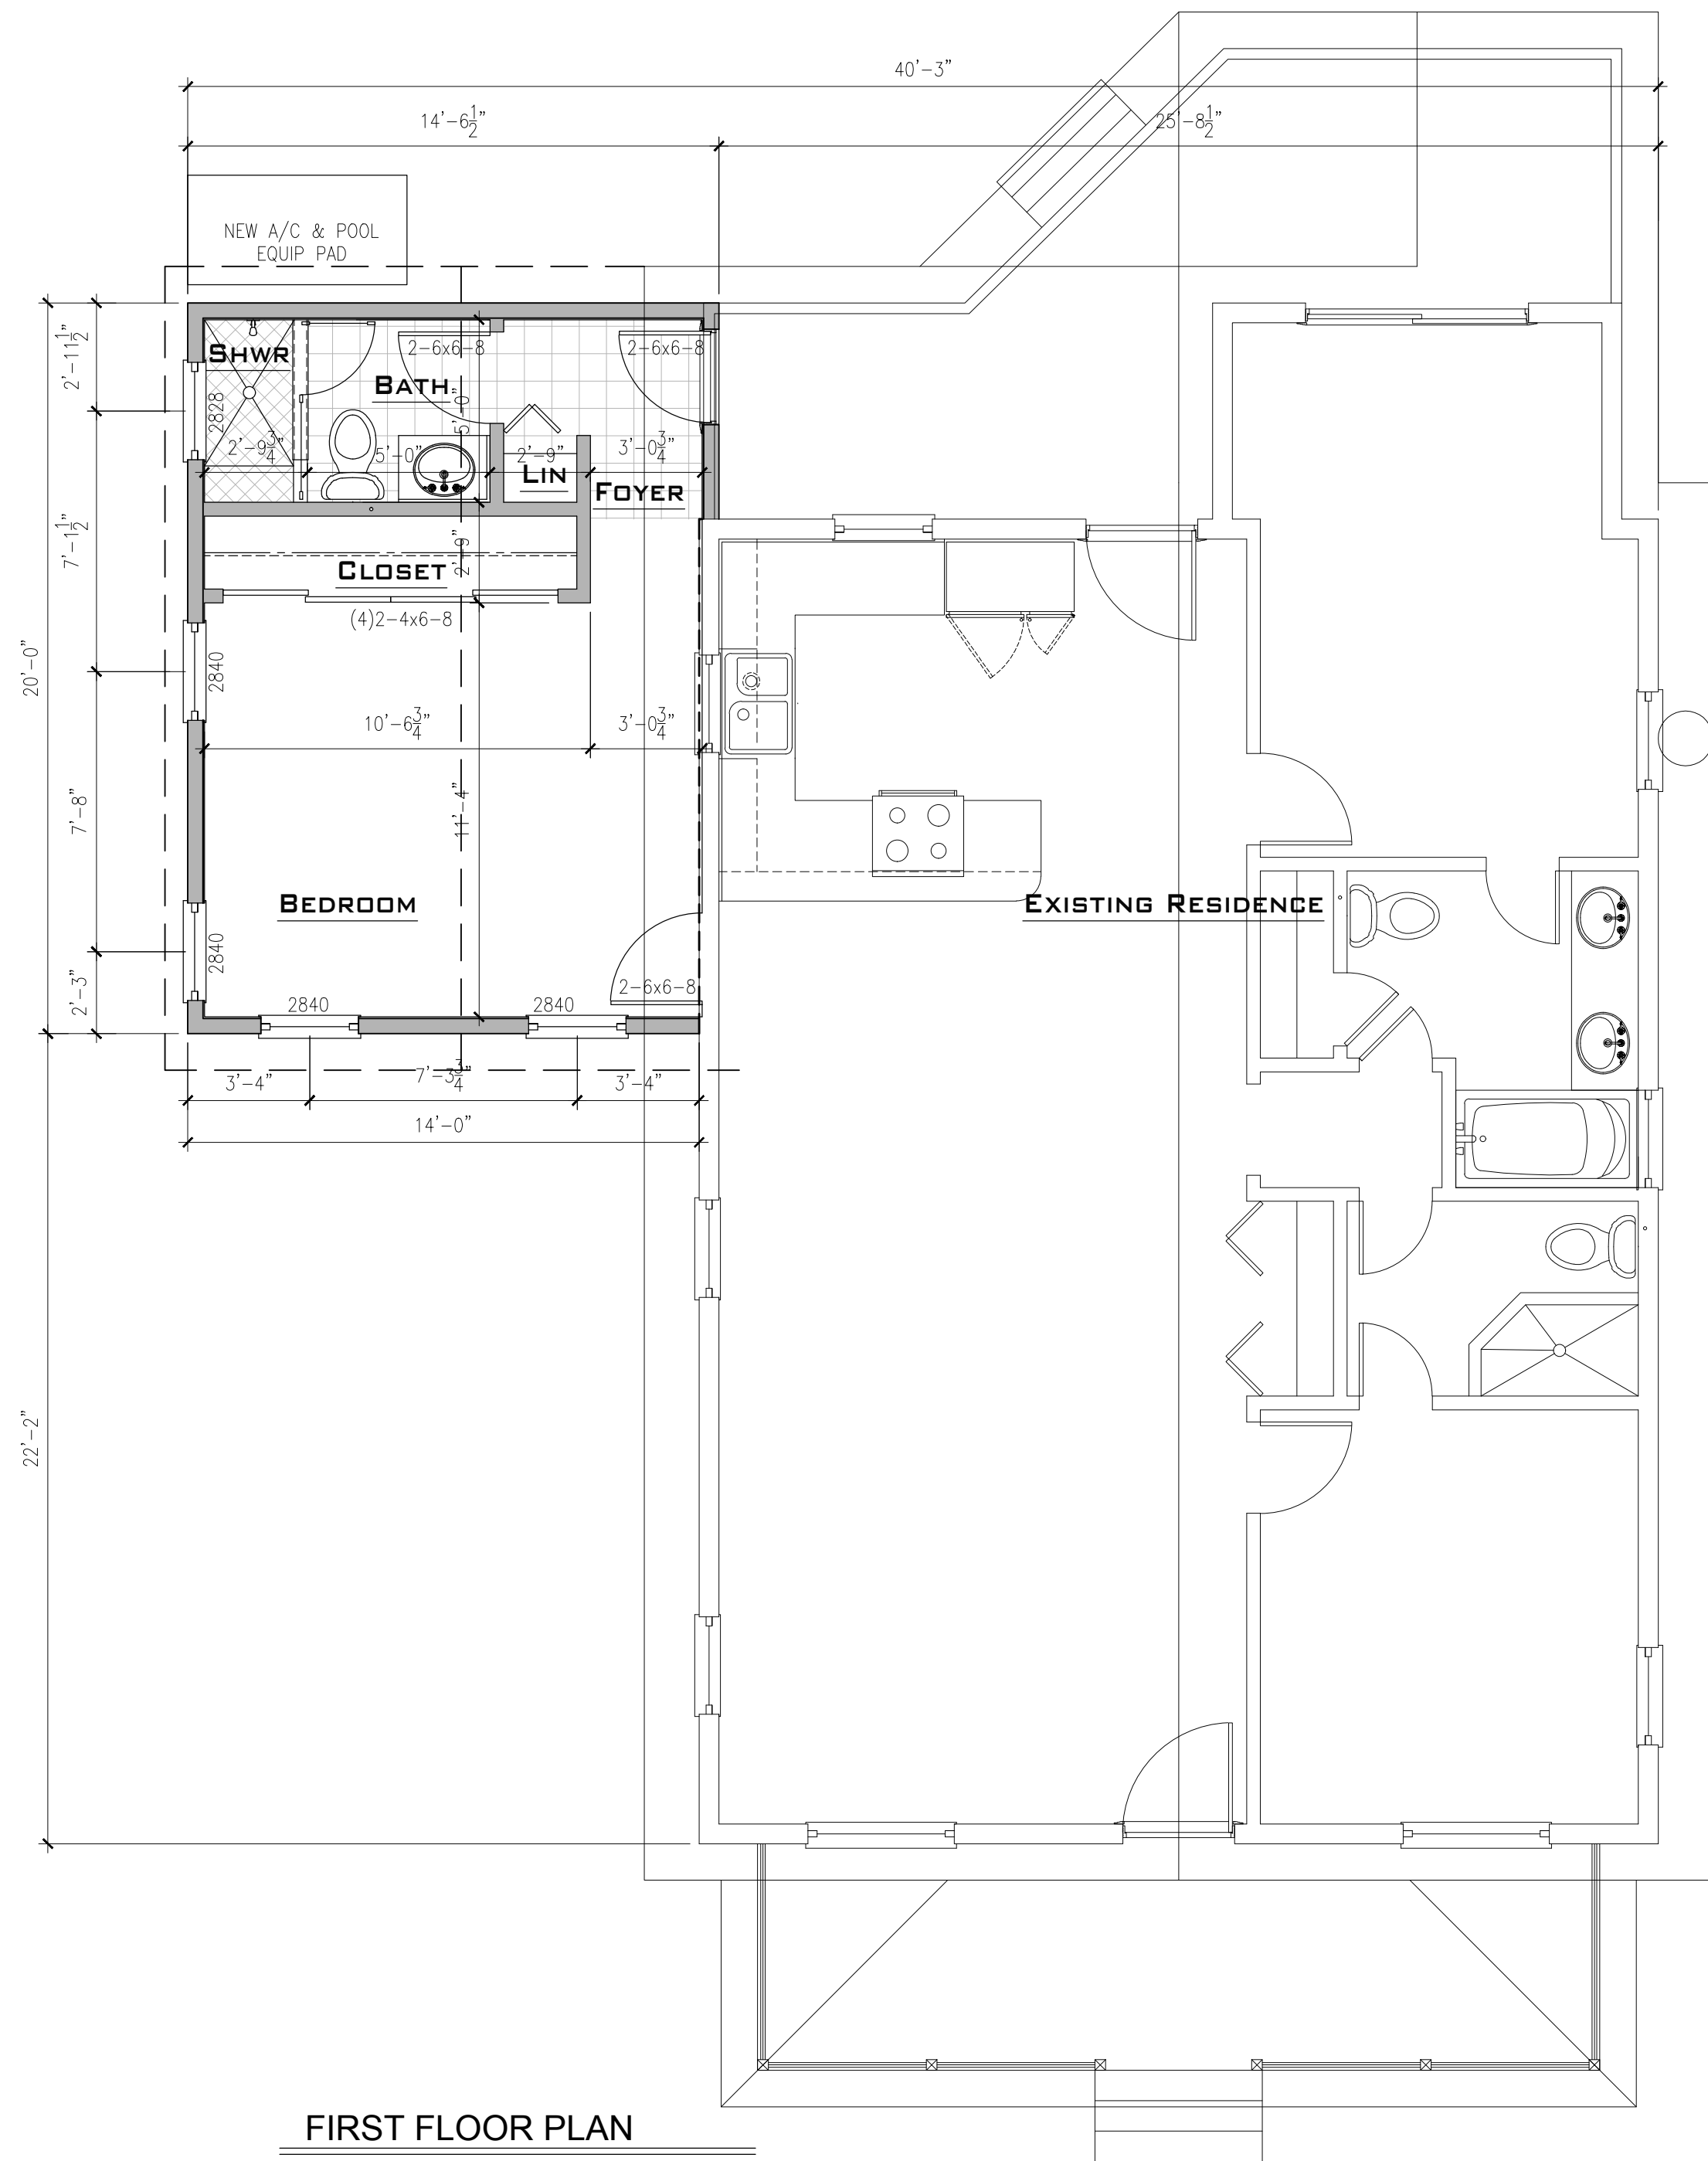 40'-3"
14'-6 1/2"
25'-8 1/2"
NEW A/C & POOL
EQUIP PAD
2'-11 1/2"
7'-1 1/2"
20'-0"
7'-8"
2'-3"
22'-2"
SHWR
2-6x6-8
2-6x6-8
BATH
2828
5'-0"
2'-9 3/4"
5'-0"
2'-9"
3'-0 3/4"
LIN
FOYER
2'-9"
CLOSET
(4)2-4x6-8
2840
10'-6 3/4"
3'-0 3/4"
11'-4"
BEDROOM
EXISTING RESIDENCE
2840
2-6x6-8
2840
2840
3'-4"
7'-3 3/4"
3'-4"
14'-0"
FIRST FLOOR PLAN